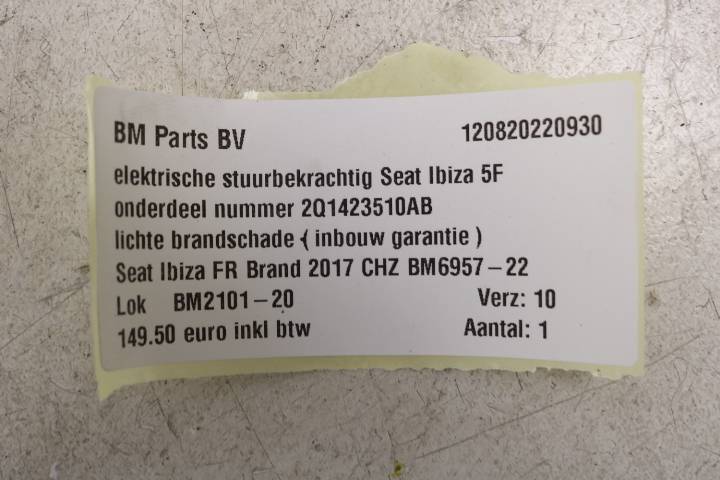 BM Parts BV 120820220930
elektrische stuurbekrachtig Seat Ibiza 5F
onderdeel nummer 2Q1423510AB
lichte brandschade ( inbouw garantie )
Seat Ibiza FR Brand 2017 CHZ BM6957-22
Lok BM2101-20 Verz: 10
149.50 euro inkl btw Aantal: 1